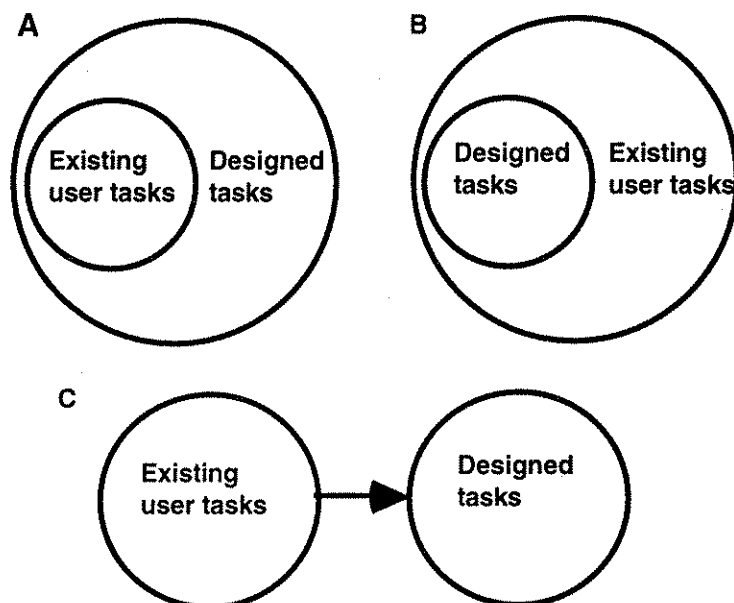 A
Existing
user tasks
Designed
tasks
B
Designed
tasks
Existing
user tasks
C
Existing
user tasks
Designed
tasks